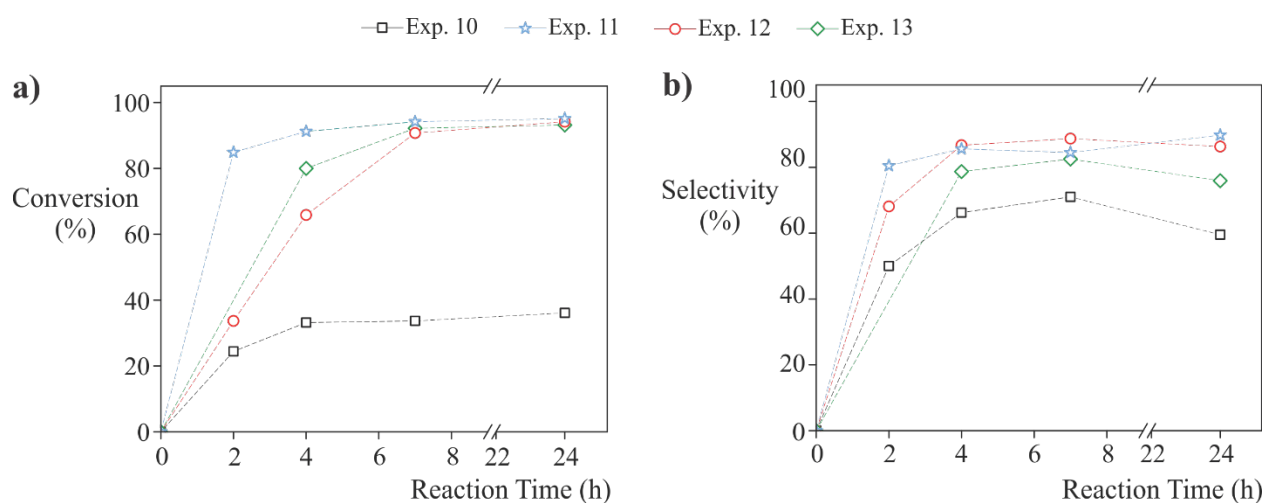 Exp. 10 Exp. 11 Exp. 12 Exp. 13
a)
100
80
60
40
20
0
Conversion
(%)
0 2 4 6 8 22 24
Reaction Time (h)
b)
100
80
60
40
20
0
Selectivity
(%)
0 2 4 6 8 22 24
Reaction Time (h)